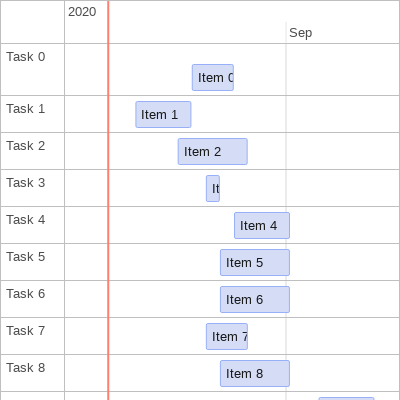 2020
Sep
Task 0
Item 0
Task 1
Item 1
Task 2
Item 2
Task 3
It
Task 4
Item 4
Task 5
Item 5
Task 6
Item 6
Task 7
Item 7
Task 8
Item 8